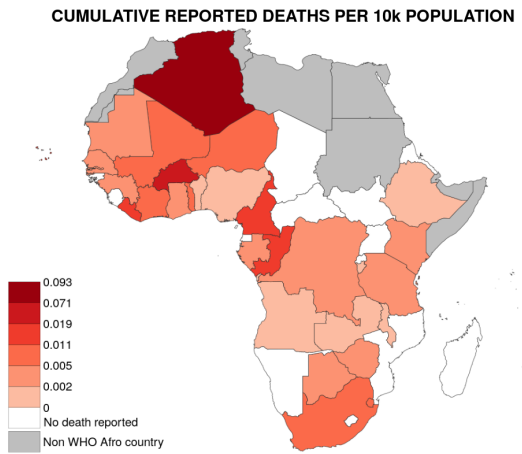 CUMULATIVE REPORTED DEATHS PER 10k POPULATION
0.093
0.071
0.019
0.011
0.005
0.002
0
No death reported
Non WHO Afro country